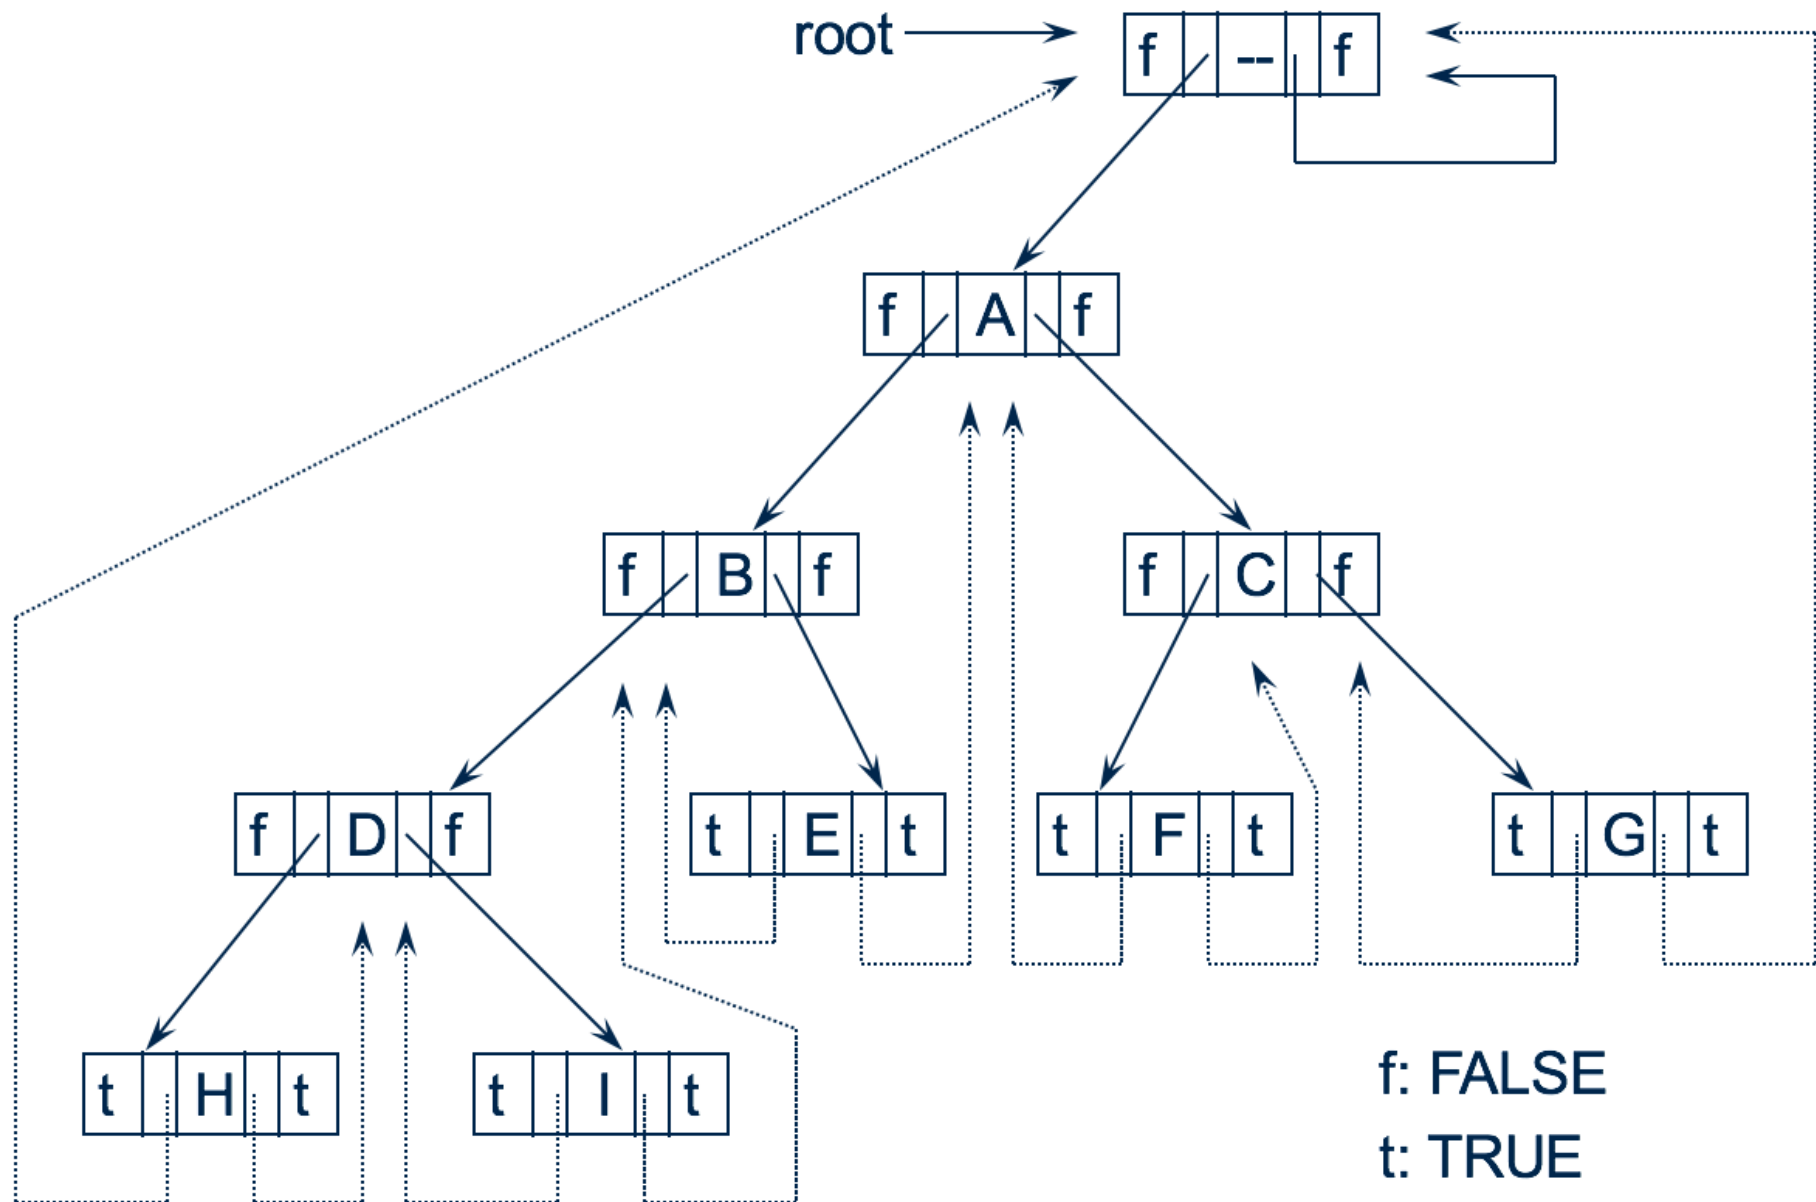 root
f -- f
f A f
f B f
f C f
f D f
t E t
t F t
t G t
t H t
t I t
f: FALSE
t: TRUE